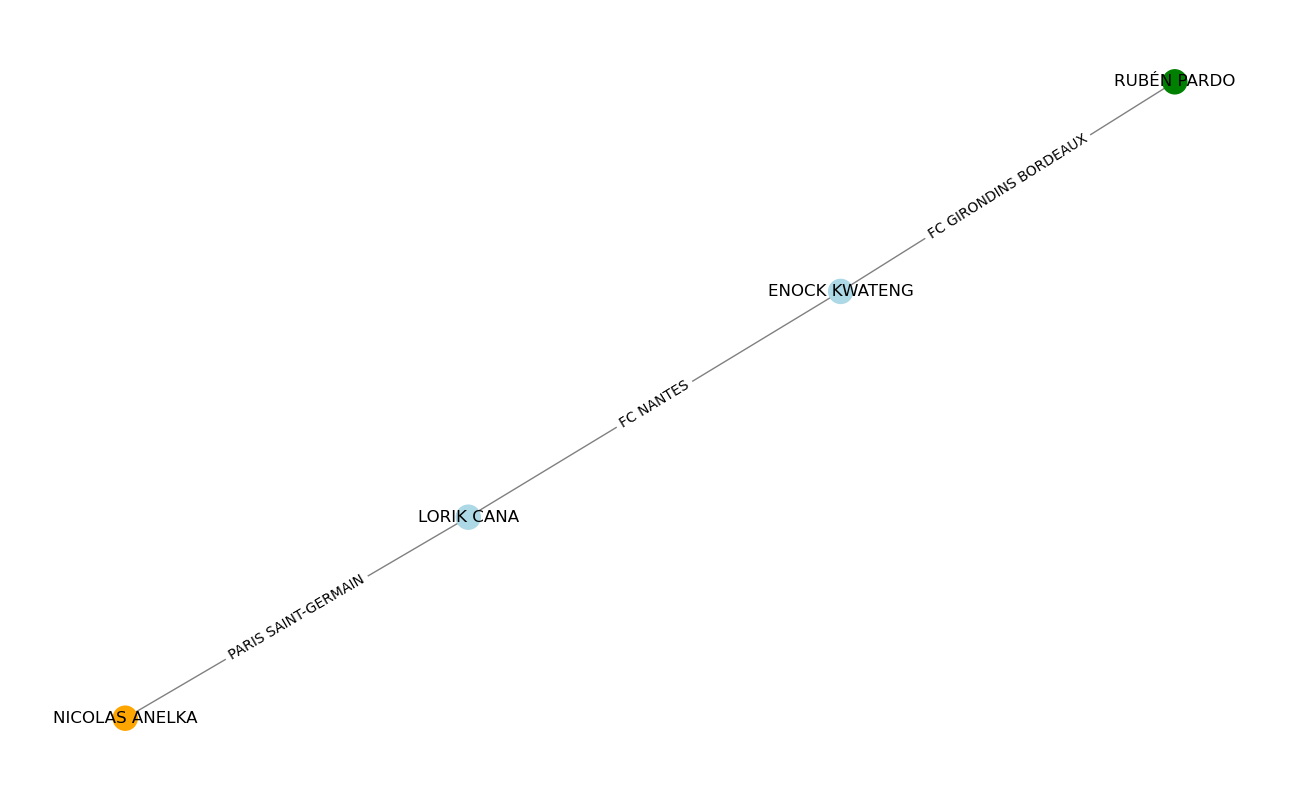 RUBÉN PARDO
FC GIRONDINS BORDEAUX
ENOCK KWATENG
FC NANTES
LORIK CANA
PARIS SAINT-GERMAIN
NICOLAS ANELKA